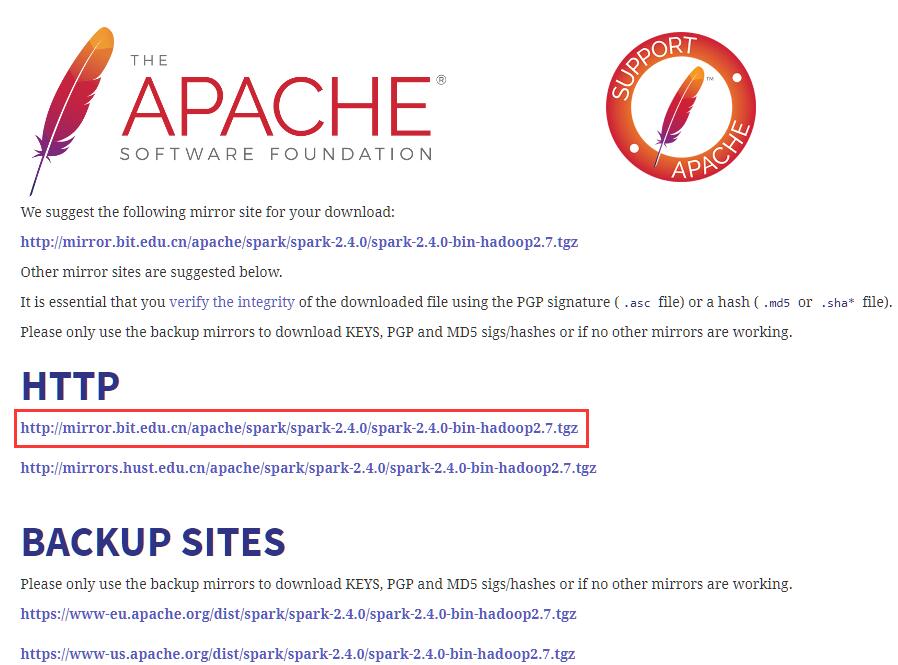 THE
APACHE®
SOFTWARE FOUNDATION
SUPPORT
APACHE
TM
We suggest the following mirror site for your download:
http://mirror.bit.edu.cn/apache/spark/spark-2.4.0/spark-2.4.0-bin-hadoop2.7.tgz
Other mirror sites are suggested below.
It is essential that you verify the integrity of the downloaded file using the PGP signature ( .asc file) or a hash ( .md5 or .sha* file).
Please only use the backup mirrors to download KEYS, PGP and MD5 sigs/hashes or if no other mirrors are working.
HTTP
http://mirror.bit.edu.cn/apache/spark/spark-2.4.0/spark-2.4.0-bin-hadoop2.7.tgz
http://mirrors.hust.edu.cn/apache/spark/spark-2.4.0/spark-2.4.0-bin-hadoop2.7.tgz
BACKUP SITES
Please only use the backup mirrors to download KEYS, PGP and MD5 sigs/hashes or if no other mirrors are working.
https://www-eu.apache.org/dist/spark/spark-2.4.0/spark-2.4.0-bin-hadoop2.7.tgz
https://www-us.apache.org/dist/spark/spark-2.4.0/spark-2.4.0-bin-hadoop2.7.tgz